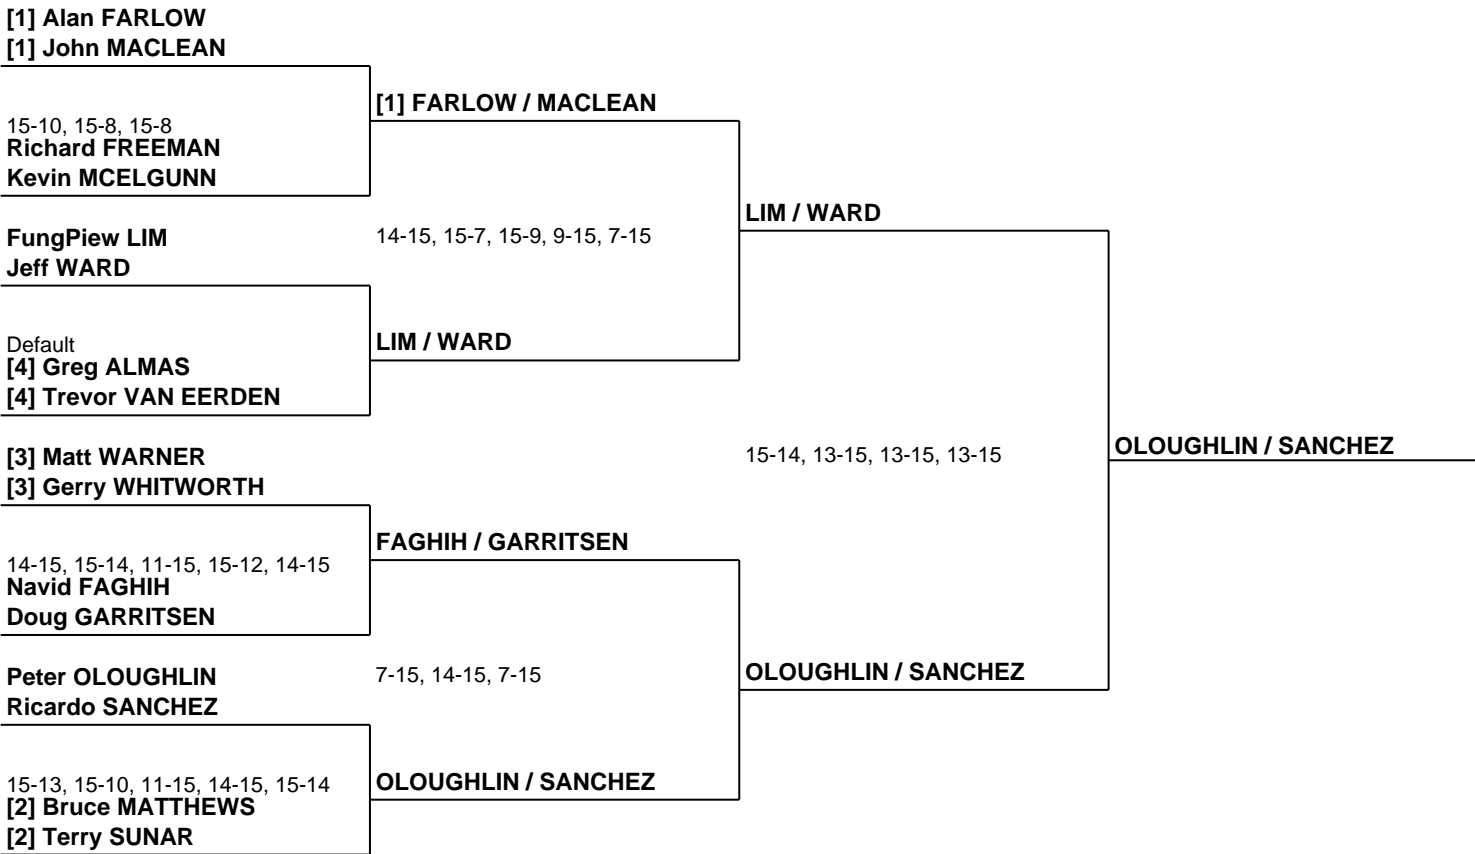 [1] Alan FARLOW
[1] John MACLEAN
[1] FARLOW / MACLEAN
15-10, 15-8, 15-8
Richard FREEMAN
Kevin MCELGUNN
LIM / WARD
FungPiew LIM
14-15, 15-7, 15-9, 9-15, 7-15
Jeff WARD
Default
LIM / WARD
[4] Greg ALMAS
[4] Trevor VAN EERDEN
[3] Matt WARNER
15-14, 13-15, 13-15, 13-15
OLOUGHLIN / SANCHEZ
[3] Gerry WHITWORTH
FAGHIH / GARRITSEN
14-15, 15-14, 11-15, 15-12, 14-15
Navid FAGHIH
Doug GARRITSEN
Peter OLOUGHLIN
7-15, 14-15, 7-15
OLOUGHLIN / SANCHEZ
Ricardo SANCHEZ
15-13, 15-10, 11-15, 14-15, 15-14
OLOUGHLIN / SANCHEZ
[2] Bruce MATTHEWS
[2] Terry SUNAR